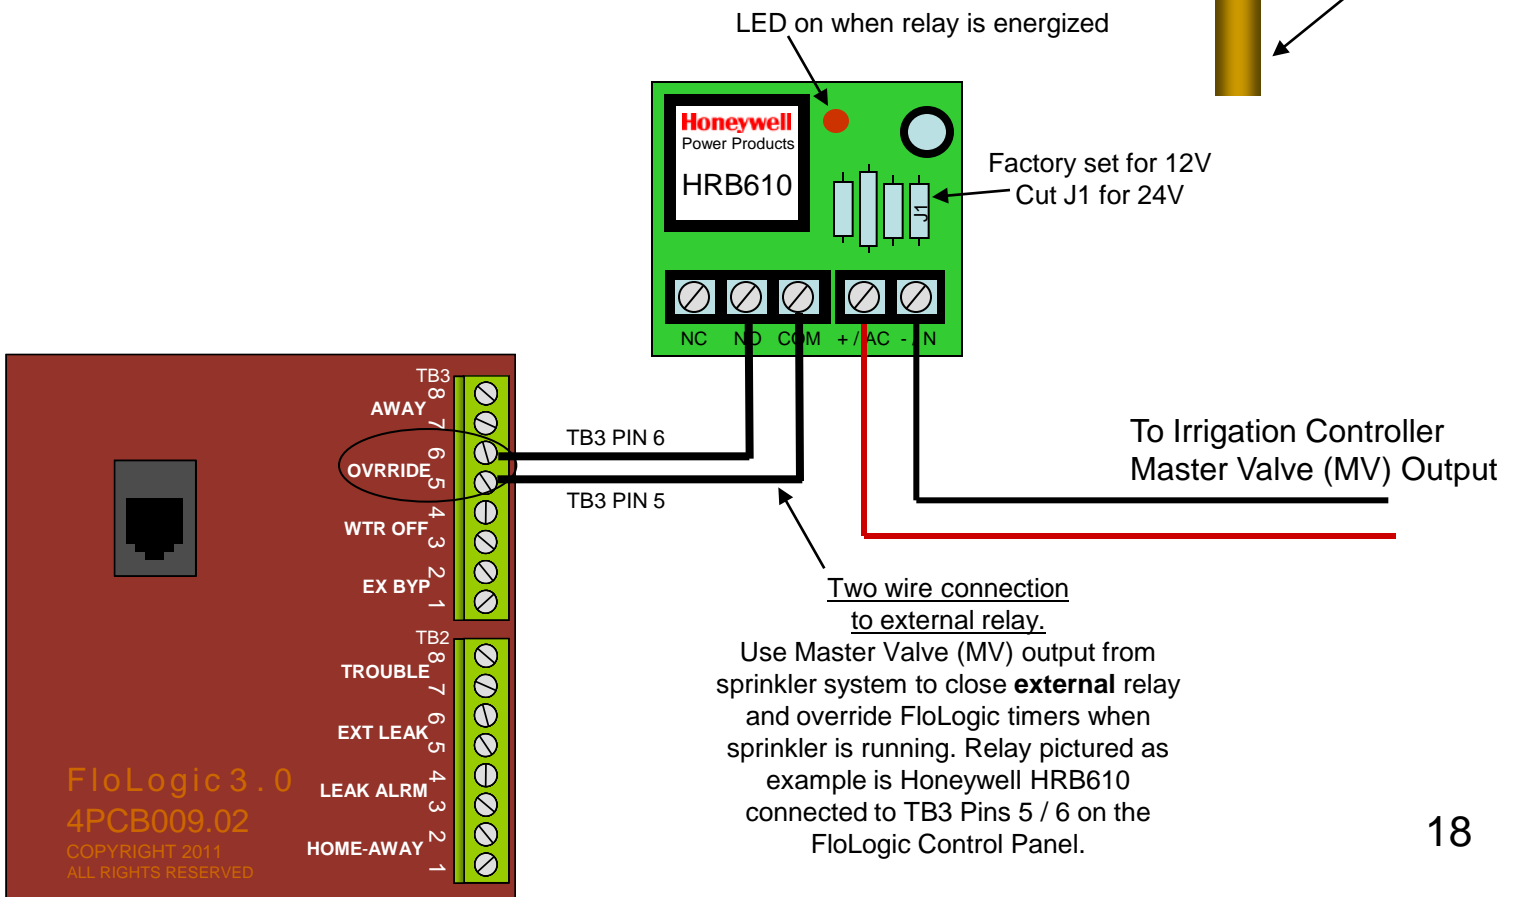 LED on when relay is energized
Honeywell
Power Products
HRB610
J1
Factory set for 12V
Cut J1 for 24V
NC NO COM + / AC - / N
TB3
8
AWAY
7
6
OVRRIDE
5
4
WTR OFF
3
2
EX BYP
1
TB3 PIN 6
TB3 PIN 5
To Irrigation Controller
Master Valve (MV) Output
TB2
8
TROUBLE
7
6
EXT LEAK
5
4
LEAK ALRM
3
2
HOME-AWAY
1
FloLogic 3.0
4PCB009.02
COPYRIGHT 2011
ALL RIGHTS RESERVED
Two wire connection
to external relay.
Use Master Valve (MV) output from
sprinkler system to close external relay
and override FloLogic timers when
sprinkler is running. Relay pictured as
example is Honeywell HRB610
connected to TB3 Pins 5 / 6 on the
FloLogic Control Panel.
18